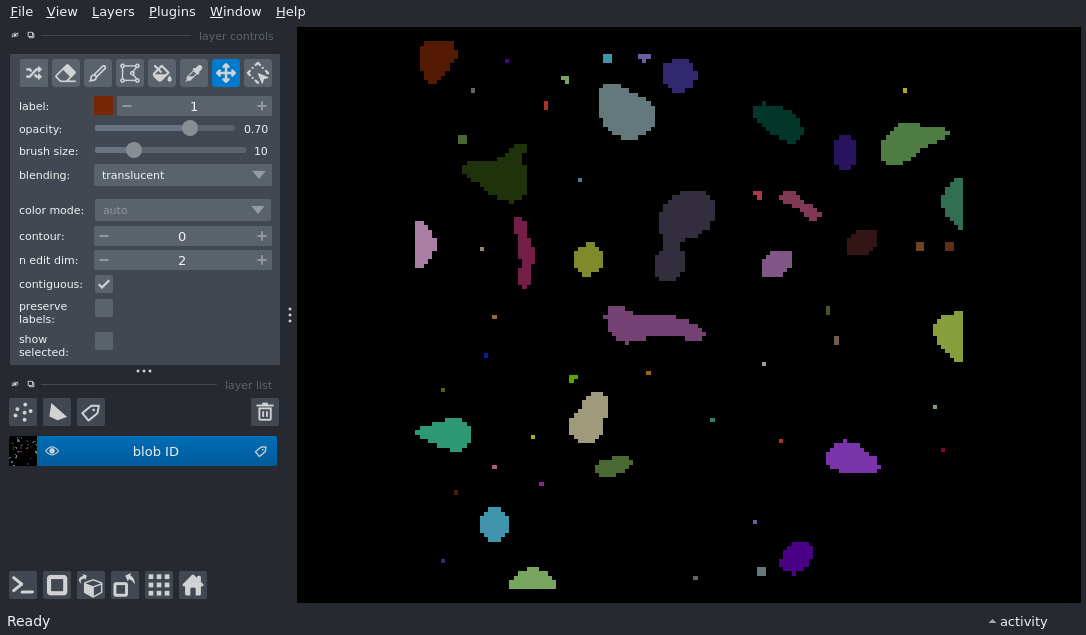 File View Layers Plugins Window Help
layer controls
label: 1
opacity: 0.70
brush size: 10
blending: translucent
color mode: auto
contour: 0
n edit dim: 2
contiguous:
preserve
labels:
show
selected:
layer list
blob ID
Ready activity